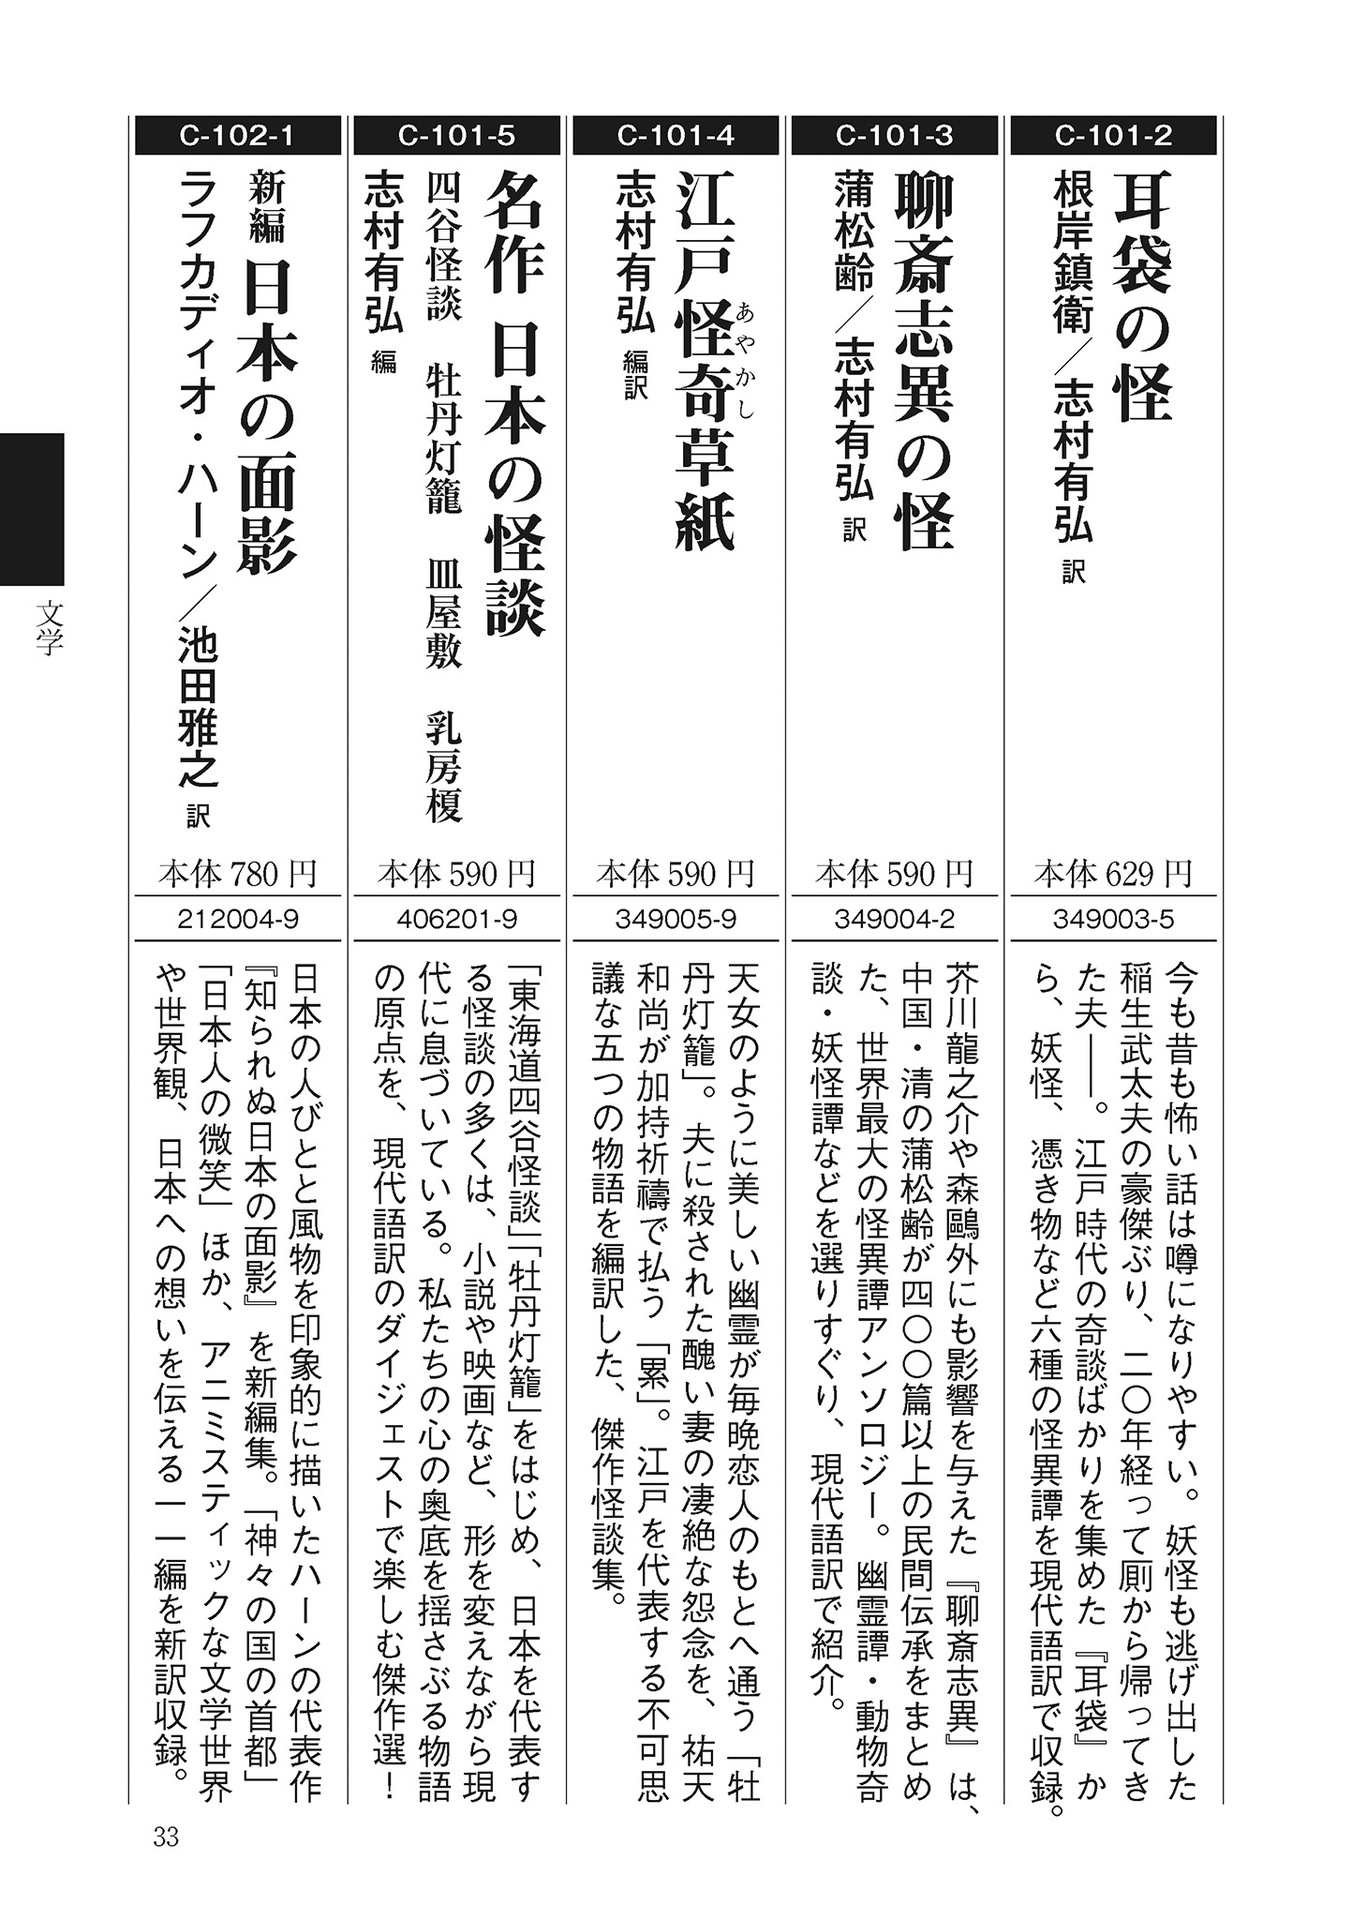 C-101-2
耳袋の怪
根岸鎮衛／志村有弘 訳
本体 629 円
349003-5
今も昔も怖い話は噂になりやすい。妖怪も逃げ出した
稲生武太夫の豪傑ぶり、二〇年経って厠から帰ってき
た夫――。江戸時代の奇談ばかりを集めた『耳袋』か
ら、妖怪、憑き物など六種の怪異譚を現代語訳で収録。
C-101-3
聊斎志異の怪
蒲松齢／志村有弘 訳
本体 590 円
349004-2
芥川龍之介や森鷗外にも影響を与えた『聊斎志異』は、
中国・清の蒲松齢が四〇〇篇以上の民間伝承をまとめ
た、世界最大の怪異譚アンソロジー。幽霊譚・動物奇
談・妖怪譚などを選りすぐり、現代語訳で紹介。
C-101-4
江戸怪奇草紙
あやかし
志村有弘 編訳
本体 590 円
349005-9
天女のように美しい幽霊が毎晩恋人のもとへ通う「牡
丹灯籠」。夫に殺された醜い妻の凄絶な怨念を、祐天
和尚が加持祈禱で払う「累」。江戸を代表する不可思
議な五つの物語を編訳した、傑作怪談集。
C-101-5
名作 日本の怪談
四谷怪談 牡丹灯籠 皿屋敷 乳房榎
志村有弘 編
本体 590 円
406201-9
「東海道四谷怪談」「牡丹灯籠」をはじめ、日本を代表す
る怪談の多くは、小説や映画など、形を変えながら現
代に息づいている。私たちの心の奥底を揺さぶる物語
の原点を、現代語訳のダイジェストで楽しむ傑作選！
C-102-1
新編 日本の面影
ラフカディオ・ハーン／池田雅之 訳
本体 780 円
212004-9
日本の人びとと風物を印象的に描いたハーンの代表作
『知られぬ日本の面影』を新編集。「神々の国の首都」
「日本人の微笑」ほか、アニミスティックな文学世界
や世界観、日本への想いを伝える一一編を新訳収録。
文学
33